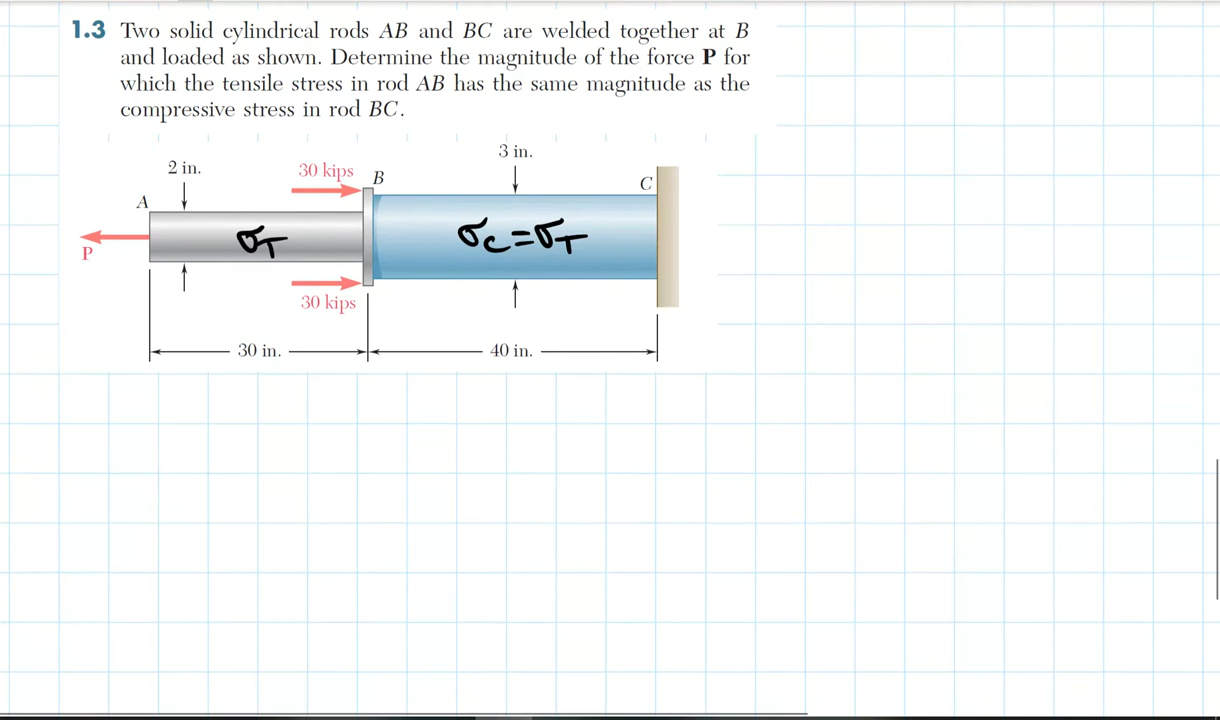 1.3 Two solid cylindrical rods AB and BC are welded together at B
and loaded as shown. Determine the magnitude of the force P for
which the tensile stress in rod AB has the same magnitude as the
compressive stress in rod BC.
3 in.
2 in.
30 kips
B
C
A
σT
σC=σT
P
30 kips
30 in.
40 in.